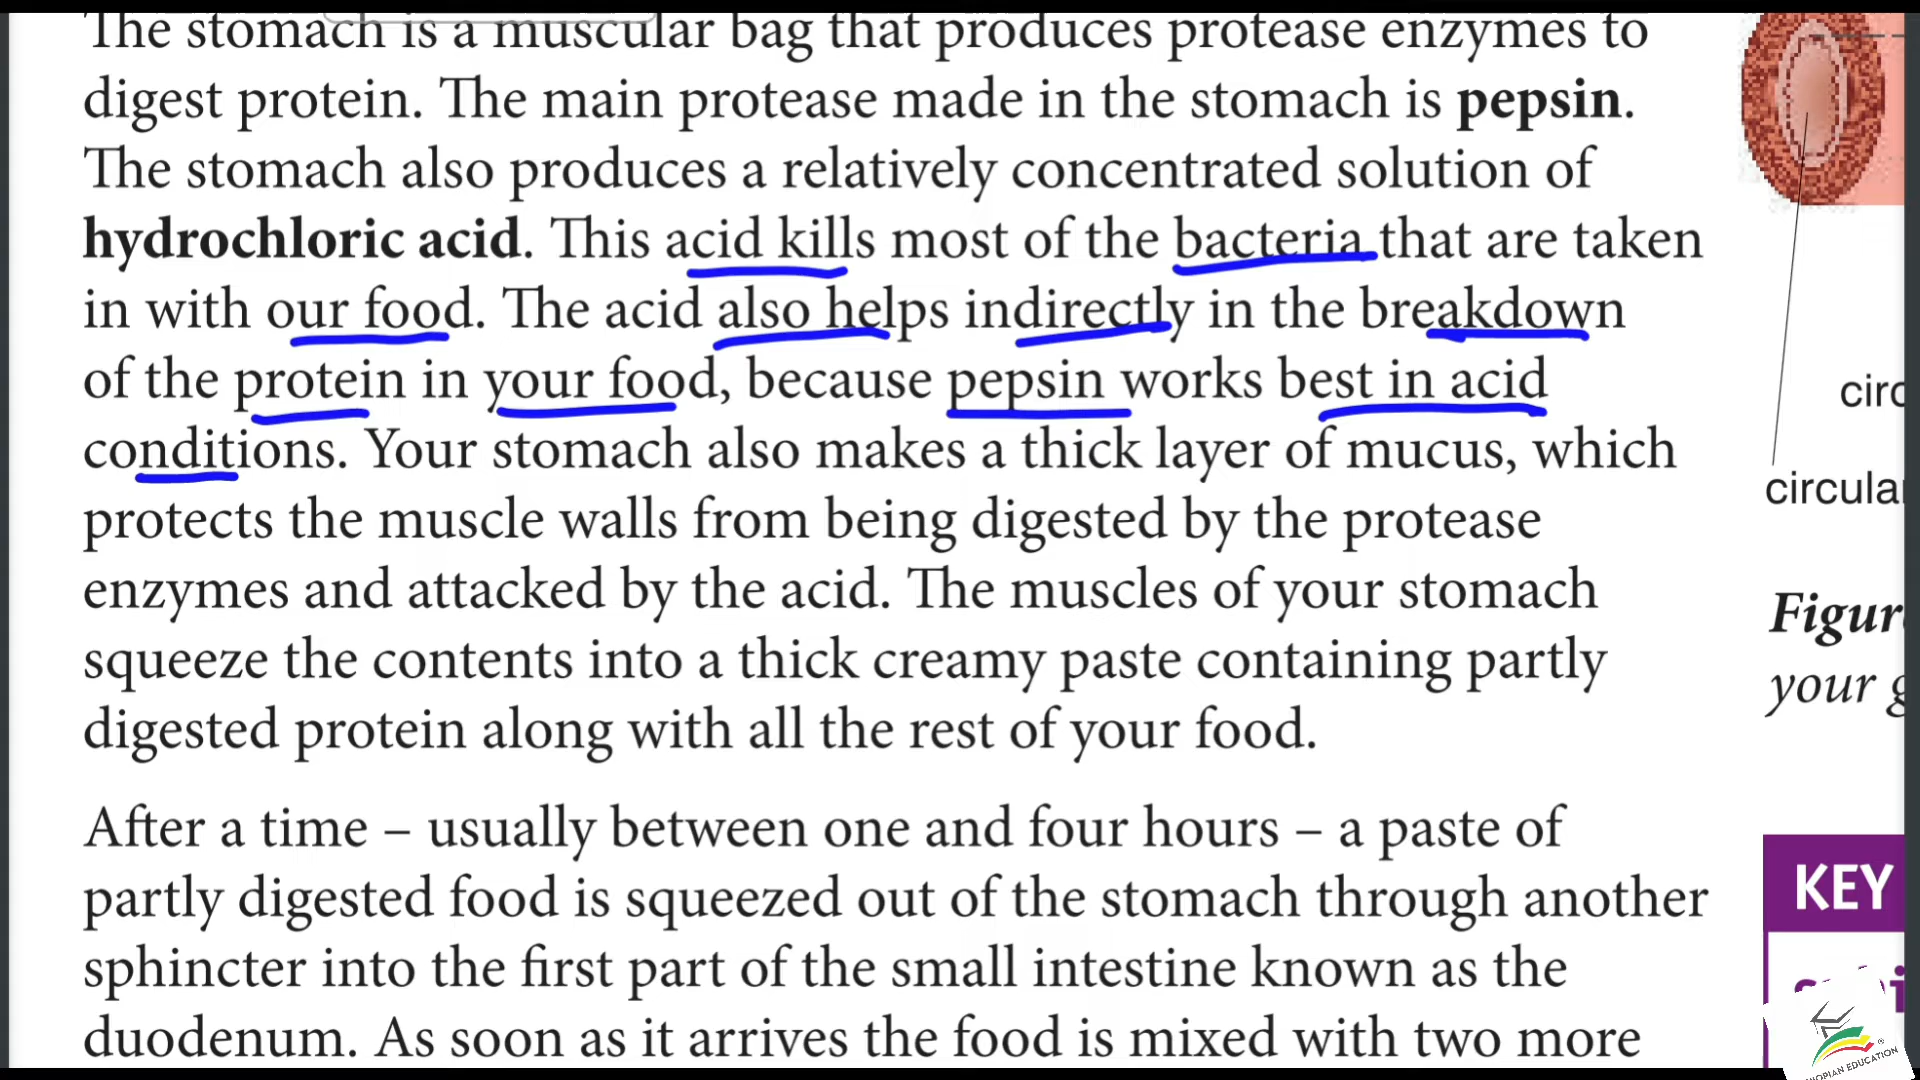 The stomach is a muscular bag that produces protease enzymes to
digest protein. The main protease made in the stomach is pepsin.
The stomach also produces a relatively concentrated solution of
hydrochloric acid. This acid kills most of the bacteria that are taken
in with our food. The acid also helps indirectly in the breakdown
of the protein in your food, because pepsin works best in acid
conditions. Your stomach also makes a thick layer of mucus, which
protects the muscle walls from being digested by the protease
enzymes and attacked by the acid. The muscles of your stomach
squeeze the contents into a thick creamy paste containing partly
digested protein along with all the rest of your food.
After a time – usually between one and four hours – a paste of
partly digested food is squeezed out of the stomach through another
sphincter into the first part of the small intestine known as the
duodenum. As soon as it arrives the food is mixed with two more
circ
circular
Figur
your g
KEY
IOPIAN EDUCATION